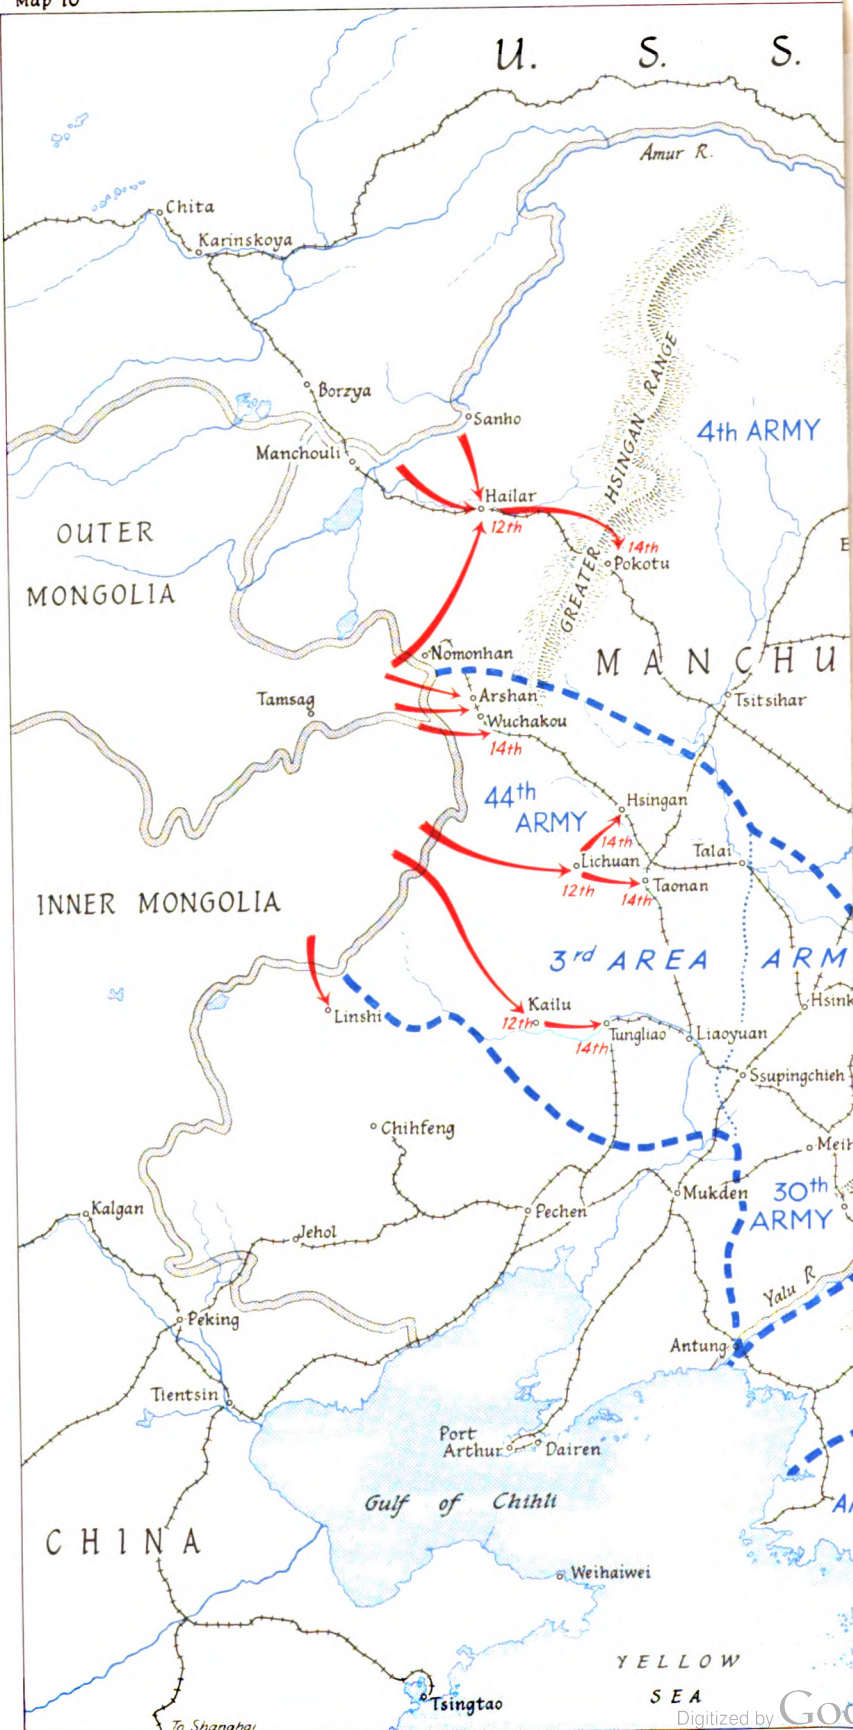 Map 10
U. S. S.
Amur R.
Chita
Karinskoya
GREATER HSINGAN RANGE
Borzya
Sanho
4th ARMY
Manchouli
Hailar
12th
OUTER
MONGOLIA
14th
Pokotu
Nomonhan
MANCHU
Tamsag
Arshan
Tsitsihar
Wuchakou
14th
44th
ARMY
Hsingan
14th
Lichuan
Talai
12th
Taonan
14th
INNER MONGOLIA
3rd AREA ARM
Kailu
Hsink
Linshi
12th
Tungliao
Liaoyuan
14th
Ssupingchieh
Chihfeng
Meih
Mukden
30th
ARMY
Kalgan
Pechen
Jehol
Yalu R
Peking
Antung
Tientsin
Port
Arthur
Dairen
Gulf of Chihli
CHINA
Weihaiwei
YELLOW
SEA
Tsingtao
To Shanghai
Digitized by Goo